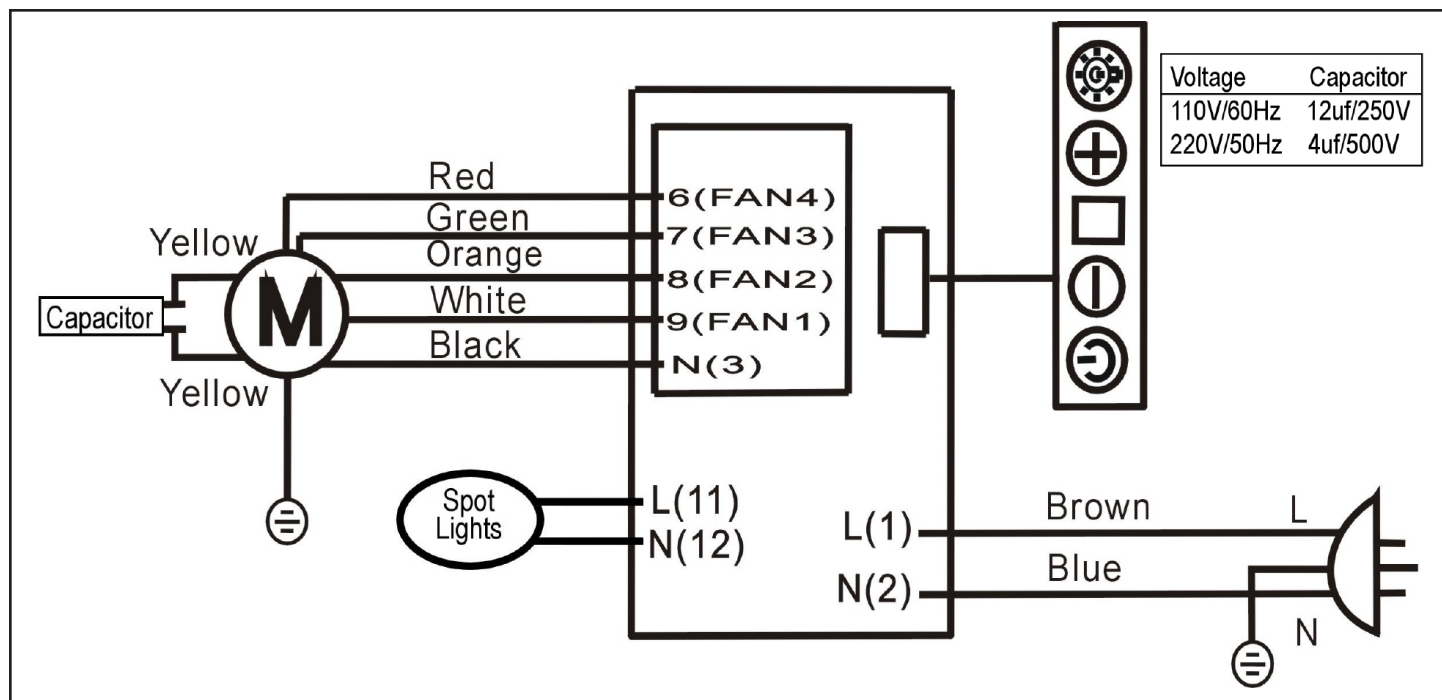 Voltage Capacitor
110V/60Hz 12uf/250V
220V/50Hz 4uf/500V
Red
6(FAN4)
Green
7(FAN3)
Yellow
Orange
8(FAN2)
Capacitor
M
White
9(FAN1)
Black
N(3)
Yellow
Spot
Lights
L(11)
N(12)
L(1)
Brown
L
N(2)
Blue
N